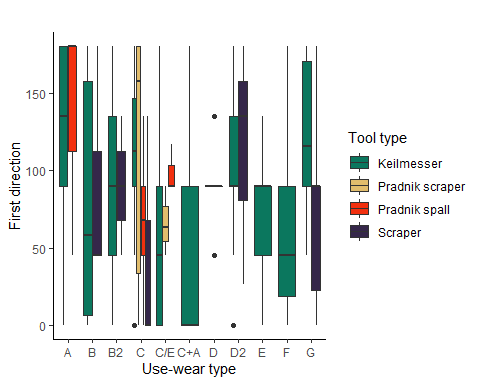 150
100
50
0
First direction
A B B2 C C/E C+A D D2 E F G
Use-wear type
Tool type
Keilmesser
Pradnik scraper
Pradnik spall
Scraper